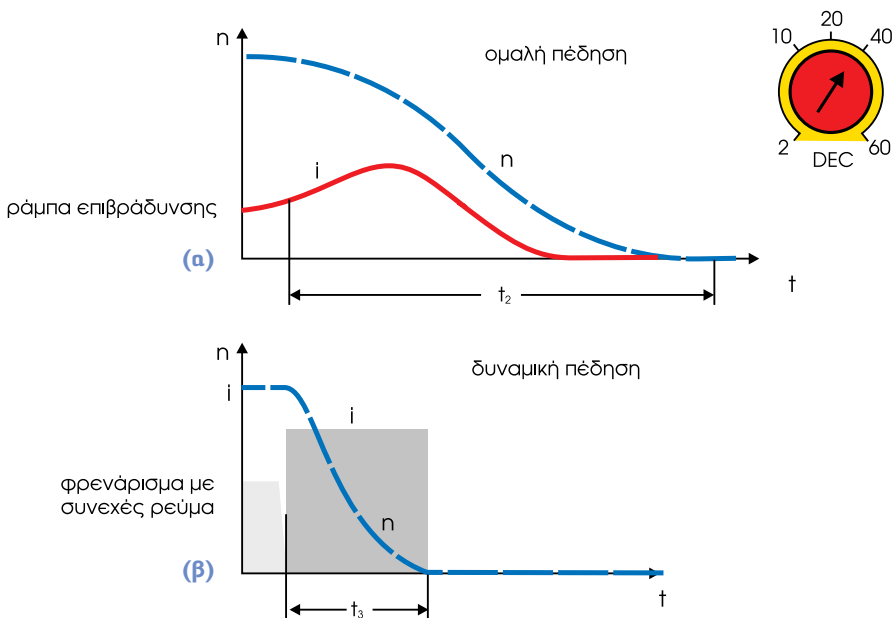 n
ομαλή πέδηση
20
10
40
2
60
DEC
i
n
ράμπα επιβράδυνσης
(α)
t₂
t
n
δυναμική πέδηση
i
i
φρενάρισμα με
συνεχές ρεύμα
n
(β)
t₃
t